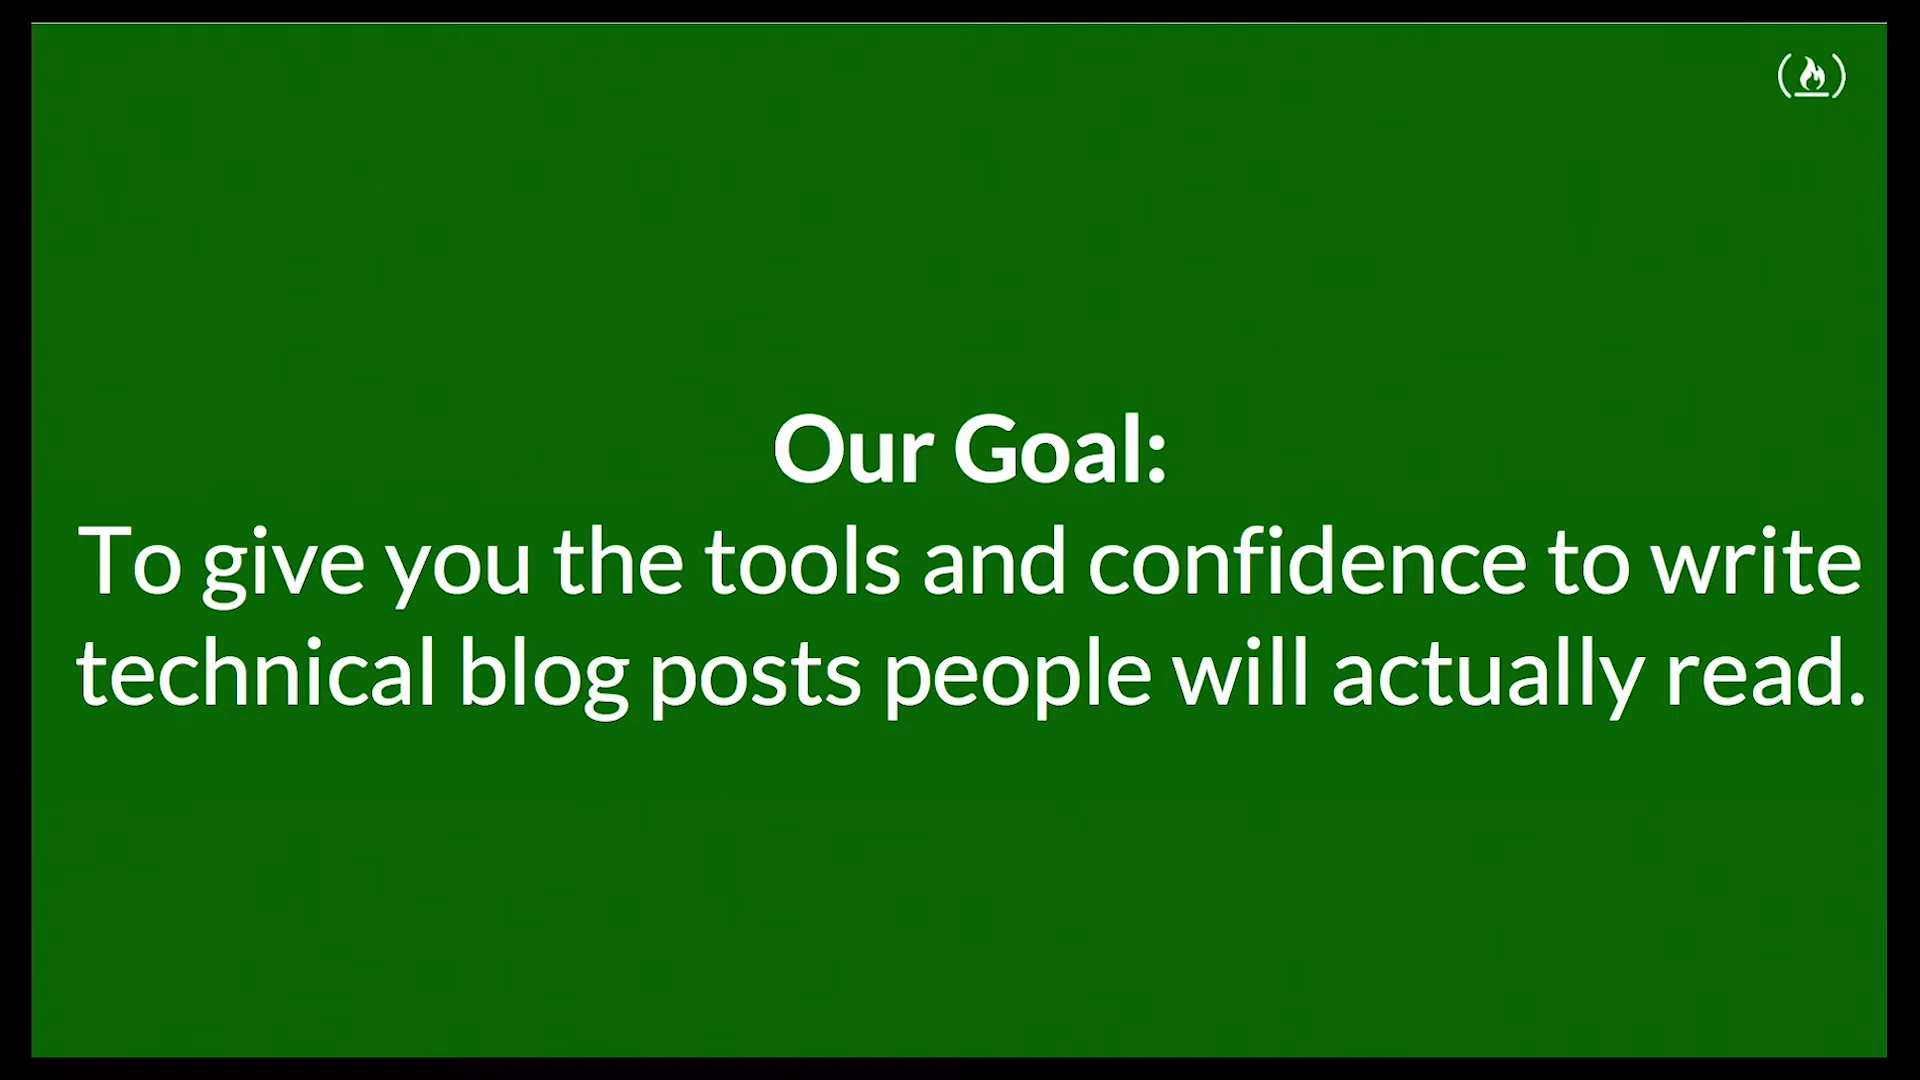 Our Goal:
To give you the tools and confidence to write
technical blog posts people will actually read.